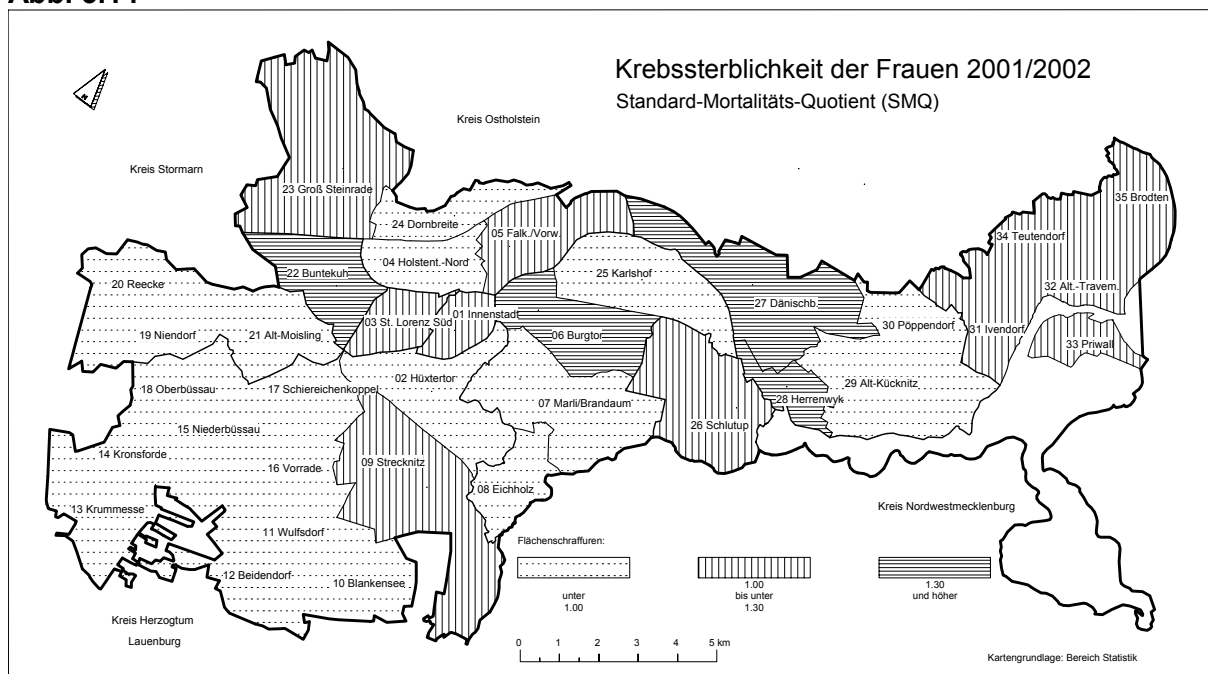 Krebssterblichkeit der Frauen 2001/2002
Standard-Mortalitäts-Quotient (SMQ)
N
Kreis Ostholstein
Kreis Stormarn
23 Groß Steinrade
35 Brodten
24 Dornbreite
05 Falk./Vorw.
34 Teutendorf
04 Holstent.-Nord
22 Buntekuh
25 Karlshof
20 Reecke
32 Alt.-Travem.
27 Dänischb.
01 Innenstadt
03 St. Lorenz Süd
30 Pöppendorf
31 Ivendorf
19 Niendorf
21 Alt-Moisling
06 Burgtor
33 Priwall
02 Hüxtertor
29 Alt-Kücknitz
18 Oberbüssau
17 Schiereichenkoppel
28 Herrenwyk
07 Marli/Brandaum
26 Schlutup
15 Niederbüssau
14 Kronsforde
09 Strecknitz
16 Vorrade
08 Eichholz
13 Krummesse
Kreis Nordwestmecklenburg
11 Wulfsdorf
Flächenschraffuren:
12 Beidendorf
10 Blankensee
unter
1.00
1.00
bis unter
1.30
1.30
und höher
Kreis Herzogtum
Lauenburg
0 1 2 3 4 5 km
Kartengrundlage: Bereich Statistik